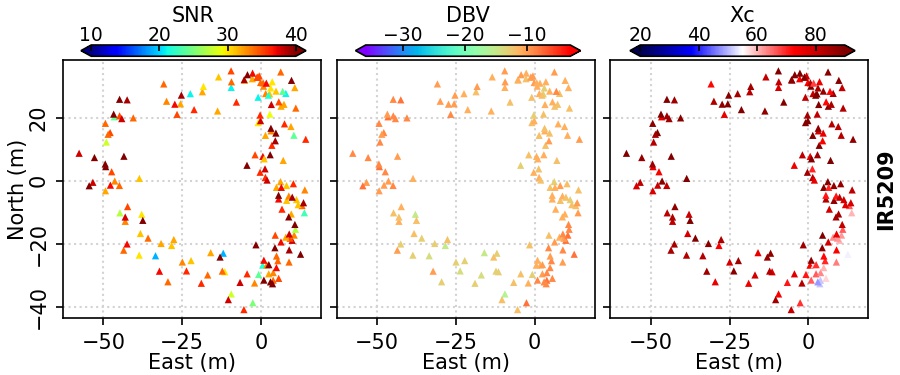 SNR DBV Xc
10 20 30 40 −30 −20 −10 20 40 60 80
North (m)
20
0
−20
−40
IR5209
−50 −25 0 −50 −25 0 −50 −25 0
East (m) East (m) East (m)